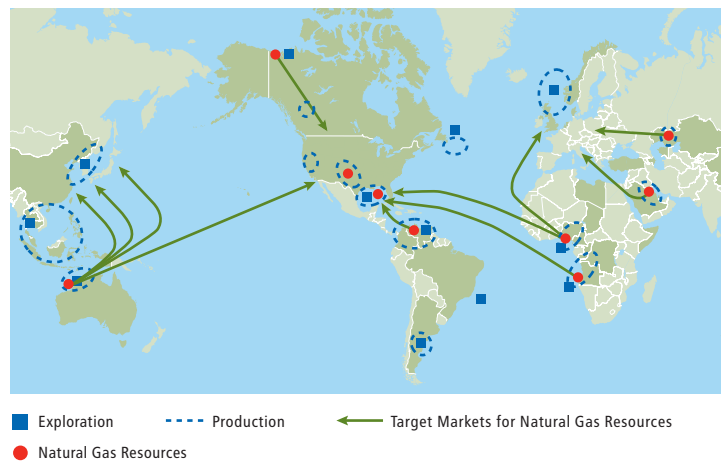 Exploration
Production
Target Markets for Natural Gas Resources
Natural Gas Resources